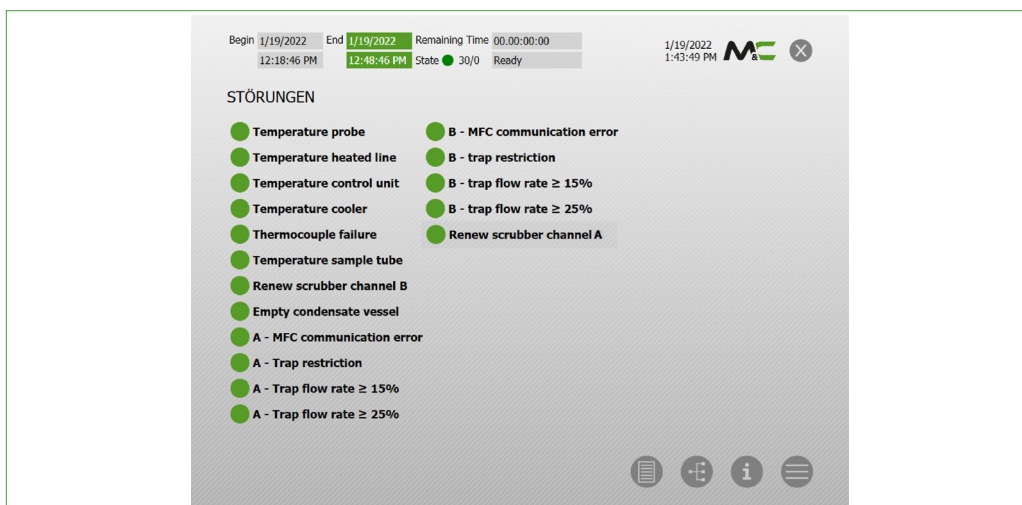 Begin 1/19/2022 End 1/19/2022 Remaining Time 00.00:00:00
12:18:46 PM 12:48:46 PM State 30/0 Ready
1/19/2022
1:43:49 PM
M&C
STÖRUNGEN
Temperature probe
Temperature heated line
Temperature control unit
Temperature cooler
Thermocouple failure
Temperature sample tube
Renew scrubber channel B
Empty condensate vessel
A - MFC communication error
A - Trap restriction
A - Trap flow rate ≥ 15%
A - Trap flow rate ≥ 25%
B - MFC communication error
B - trap restriction
B - trap flow rate ≥ 15%
B - trap flow rate ≥ 25%
Renew scrubber channel A